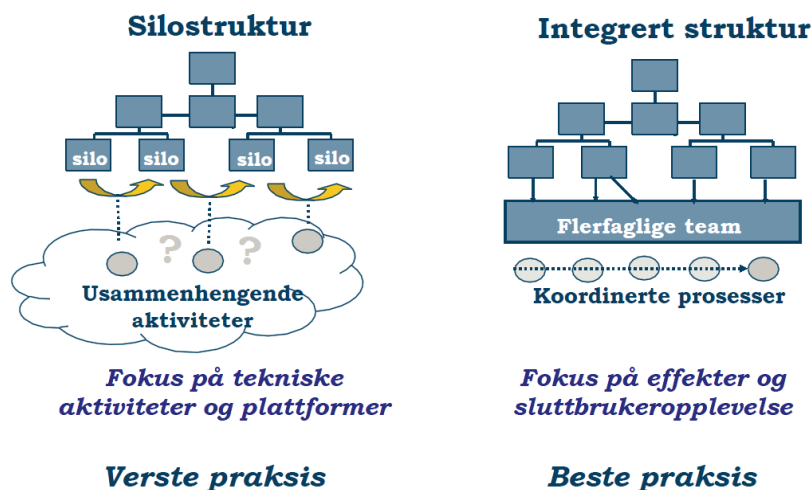 Silostruktur
silo
silo
silo
silo
?
?
Usammenhengende
aktiviteter
Fokus på tekniske
aktiviteter og plattformer
Verste praksis
Integrert struktur
Flerfaglige team
Koordinerte prosesser
Fokus på effekter og
sluttbrukeropplevelse
Beste praksis